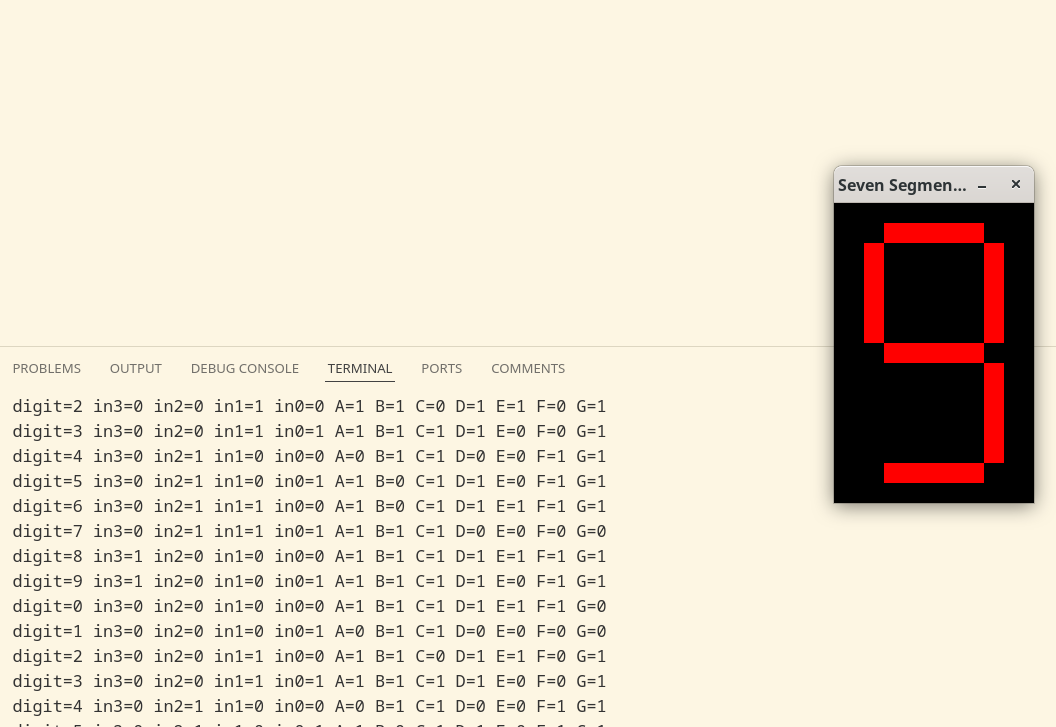 Seven Segmen...
PROBLEMS OUTPUT DEBUG CONSOLE TERMINAL PORTS COMMENTS
digit=2 in3=0 in2=0 in1=1 in0=0 A=1 B=1 C=0 D=1 E=1 F=0 G=1
digit=3 in3=0 in2=0 in1=1 in0=1 A=1 B=1 C=1 D=1 E=0 F=0 G=1
digit=4 in3=0 in2=1 in1=0 in0=0 A=0 B=1 C=1 D=0 E=0 F=1 G=1
digit=5 in3=0 in2=1 in1=0 in0=1 A=1 B=0 C=1 D=1 E=0 F=1 G=1
digit=6 in3=0 in2=1 in1=1 in0=0 A=1 B=0 C=1 D=1 E=1 F=1 G=1
digit=7 in3=0 in2=1 in1=1 in0=1 A=1 B=1 C=1 D=0 E=0 F=0 G=0
digit=8 in3=1 in2=0 in1=0 in0=0 A=1 B=1 C=1 D=1 E=1 F=1 G=1
digit=9 in3=1 in2=0 in1=0 in0=1 A=1 B=1 C=1 D=1 E=0 F=1 G=1
digit=0 in3=0 in2=0 in1=0 in0=0 A=1 B=1 C=1 D=1 E=1 F=1 G=0
digit=1 in3=0 in2=0 in1=0 in0=1 A=0 B=1 C=1 D=0 E=0 F=0 G=0
digit=2 in3=0 in2=0 in1=1 in0=0 A=1 B=1 C=0 D=1 E=1 F=0 G=1
digit=3 in3=0 in2=0 in1=1 in0=1 A=1 B=1 C=1 D=1 E=0 F=0 G=1
digit=4 in3=0 in2=1 in1=0 in0=0 A=0 B=1 C=1 D=0 E=0 F=1 G=1
9